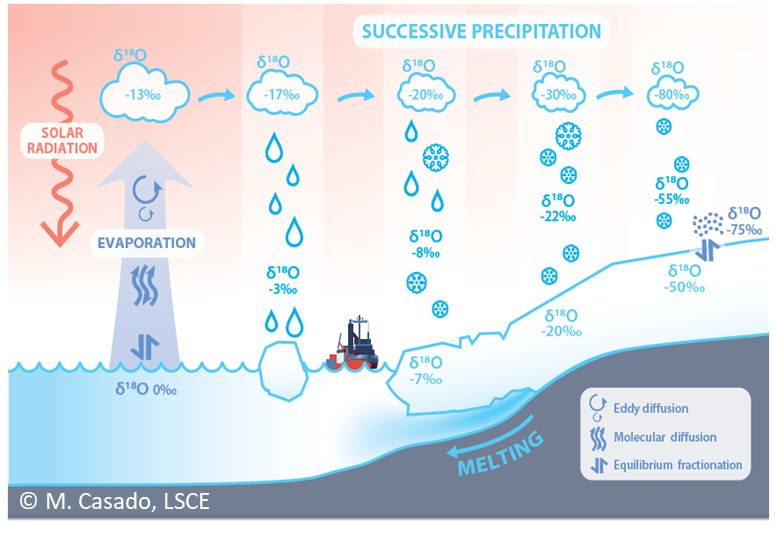 SUCCESSIVE PRECIPITATION
δ¹⁸O
-13‰
δ¹⁸O
-17‰
δ¹⁸O
-20‰
δ¹⁸O
-30‰
δ¹⁸O
-80‰
SOLAR
RADIATION
EVAPORATION
δ¹⁸O
-3‰
δ¹⁸O
-8‰
δ¹⁸O
-22‰
δ¹⁸O
-55‰
δ¹⁸O
-75‰
δ¹⁸O
-50‰
δ¹⁸O
-20‰
δ¹⁸O
-7‰
δ¹⁸O 0‰
MELTING
Eddy diffusion
Molecular diffusion
Equilibrium fractionation
© M. Casado, LSCE